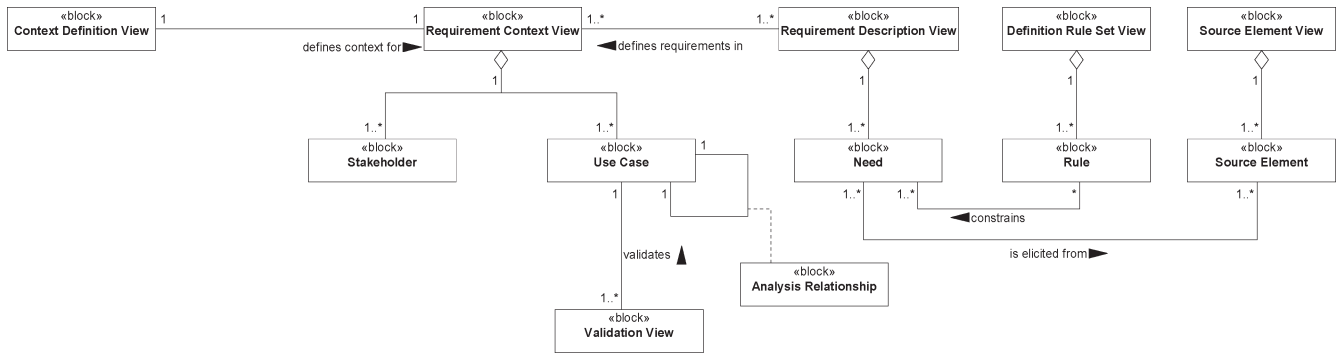 «block»
Context Definition View
1
1
defines context for
«block»
Requirement Context View
1..*
1..*
defines requirements in
«block»
Requirement Description View
«block»
Definition Rule Set View
«block»
Source Element View
1
1
1
1
1..*
1..*
1..*
1..*
1..*
«block»
Stakeholder
«block»
Use Case
1
1
1
«block»
Need
«block»
Rule
«block»
Source Element
1..*
1..*
*
1..*
constrains
is elicited from
validates
«block»
Analysis Relationship
1..*
«block»
Validation View